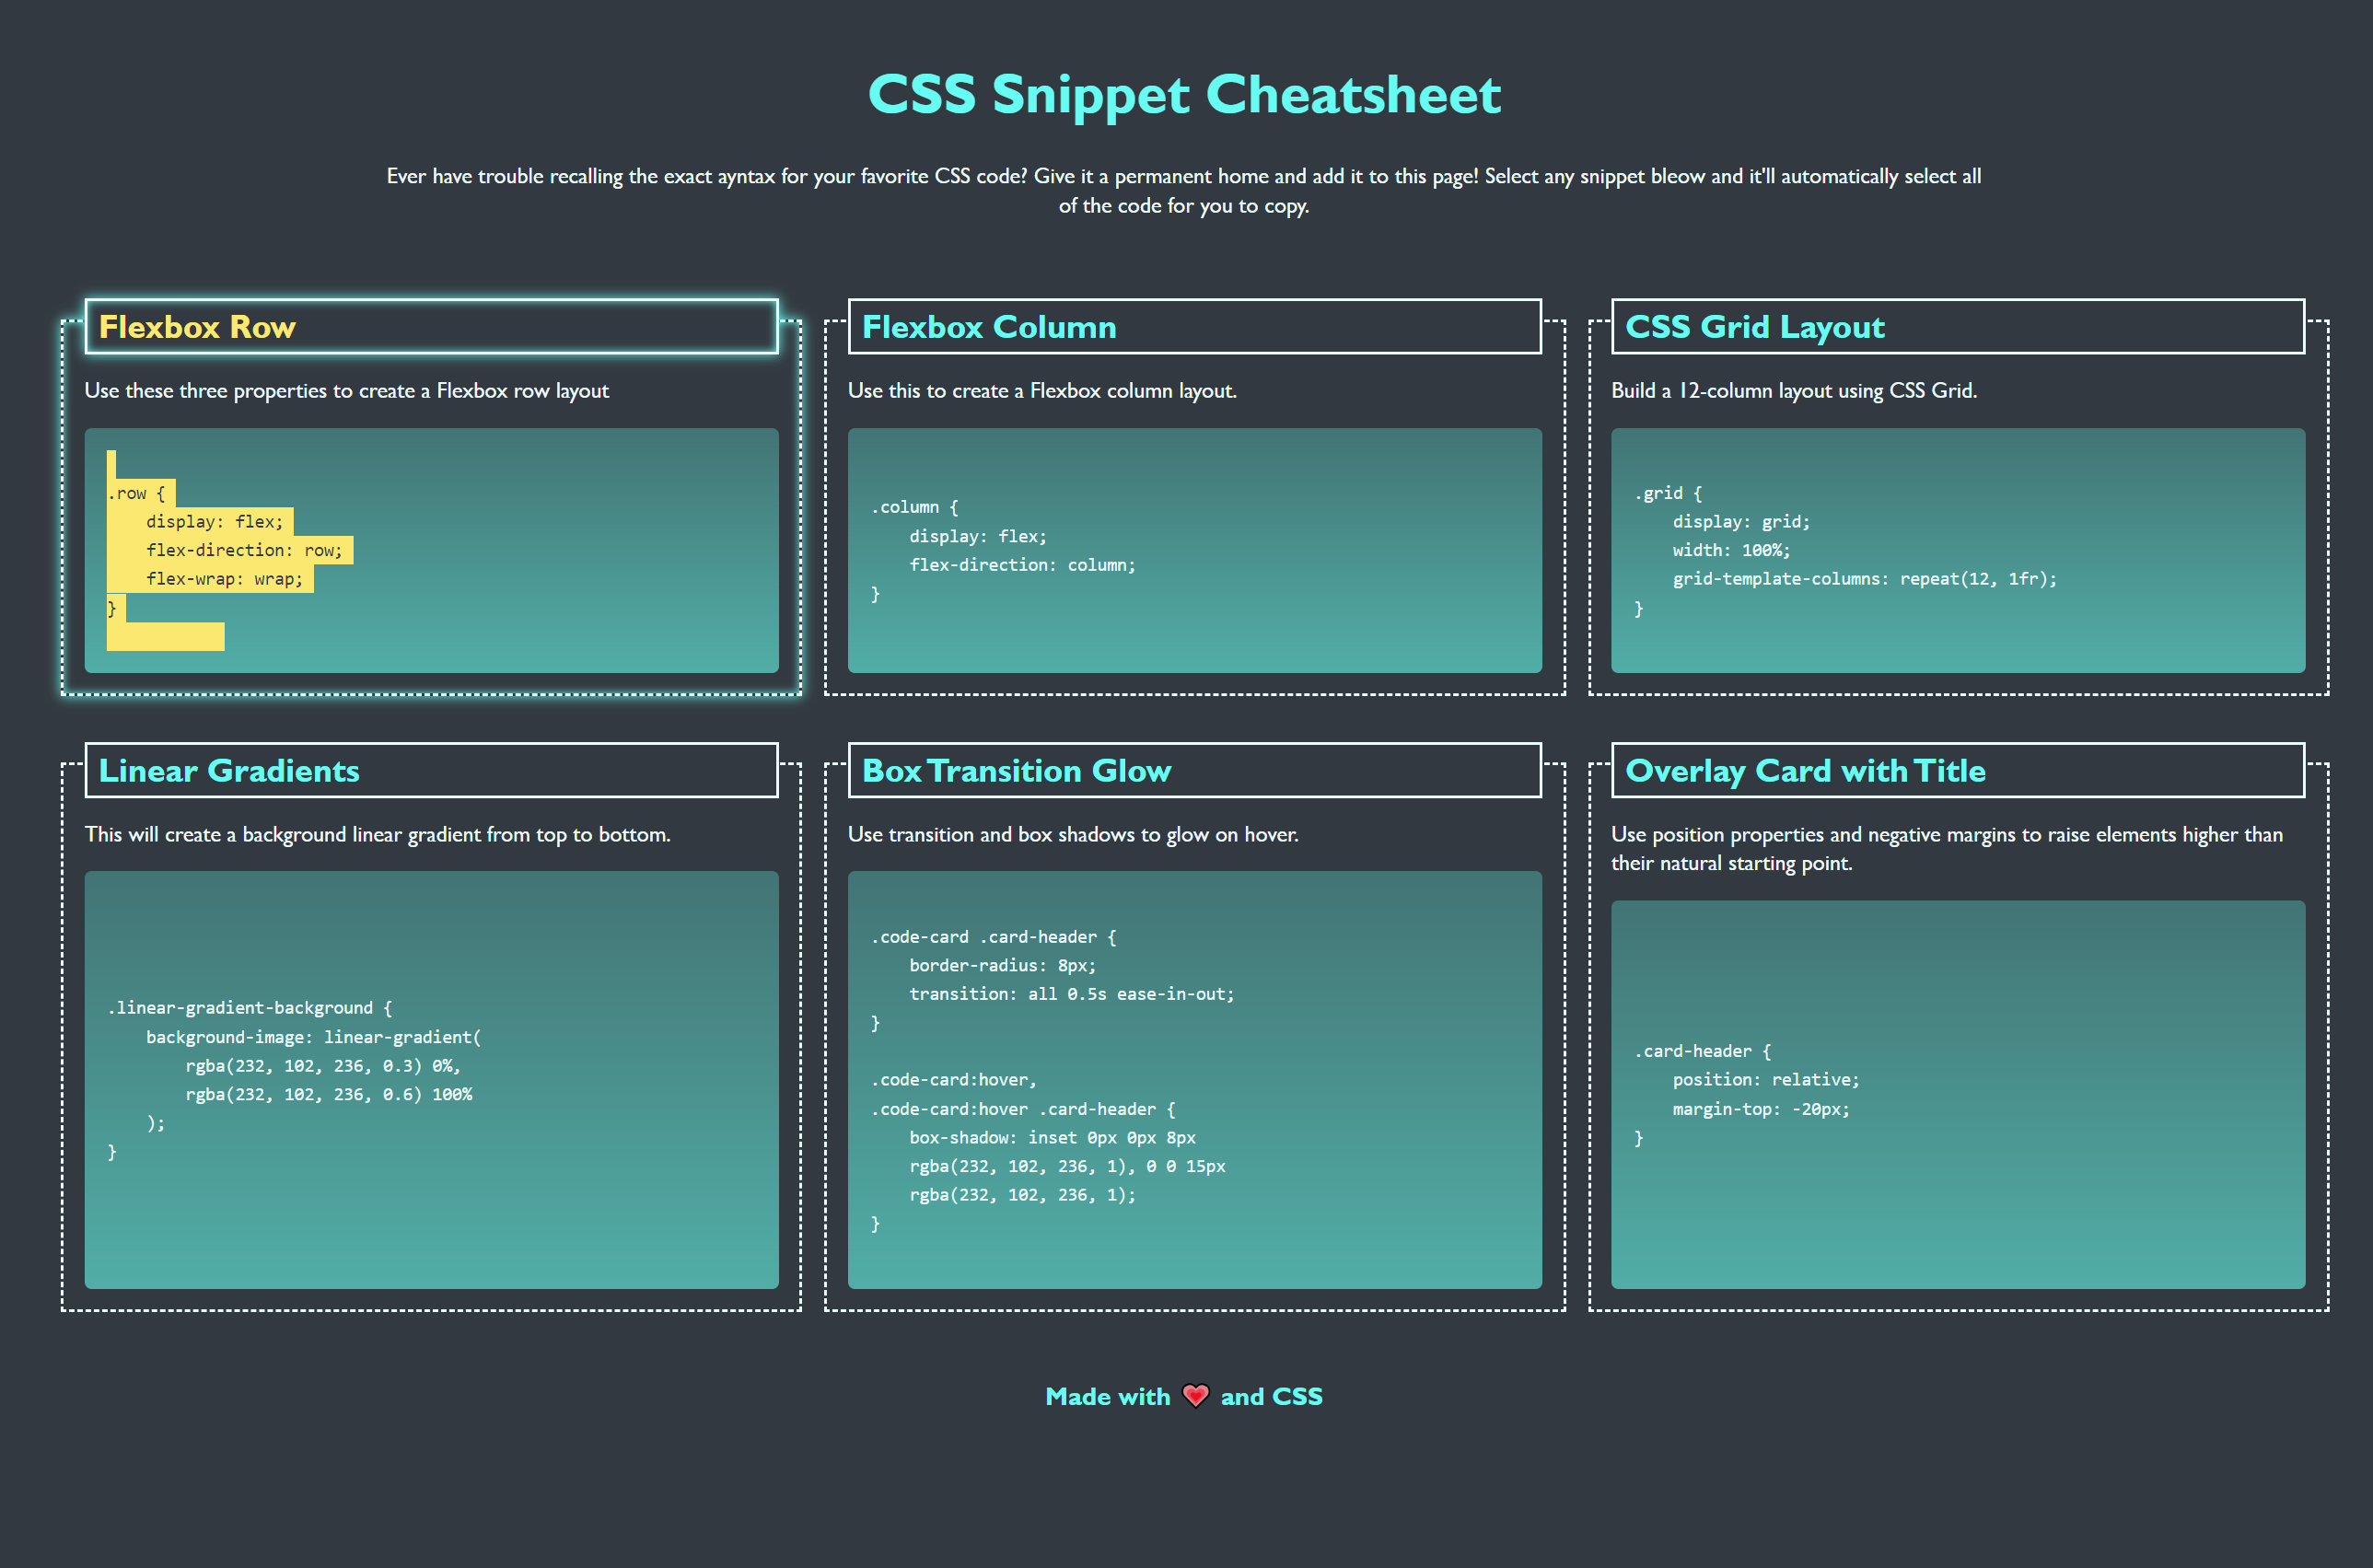 CSS Snippet Cheatsheet
Ever have trouble recalling the exact ayntax for your favorite CSS code? Give it a permanent home and add it to this page! Select any snippet bleow and it'll automatically select all
of the code for you to copy.
Flexbox Row
Use these three properties to create a Flexbox row layout
.row {
    display: flex;
    flex-direction: row;
    flex-wrap: wrap;
}
Flexbox Column
Use this to create a Flexbox column layout.
.column {
    display: flex;
    flex-direction: column;
}
CSS Grid Layout
Build a 12-column layout using CSS Grid.
.grid {
    display: grid;
    width: 100%;
    grid-template-columns: repeat(12, 1fr);
}
Linear Gradients
This will create a background linear gradient from top to bottom.
.linear-gradient-background {
    background-image: linear-gradient(
        rgba(232, 102, 236, 0.3) 0%,
        rgba(232, 102, 236, 0.6) 100%
    );
}
Box Transition Glow
Use transition and box shadows to glow on hover.
.code-card .card-header {
    border-radius: 8px;
    transition: all 0.5s ease-in-out;
}
.code-card:hover,
.code-card:hover .card-header {
    box-shadow: inset 0px 0px 8px
    rgba(232, 102, 236, 1), 0 0 15px
    rgba(232, 102, 236, 1);
}
Overlay Card with Title
Use position properties and negative margins to raise elements higher than
their natural starting point.
.card-header {
    position: relative;
    margin-top: -20px;
}
Made with ❤️ and CSS